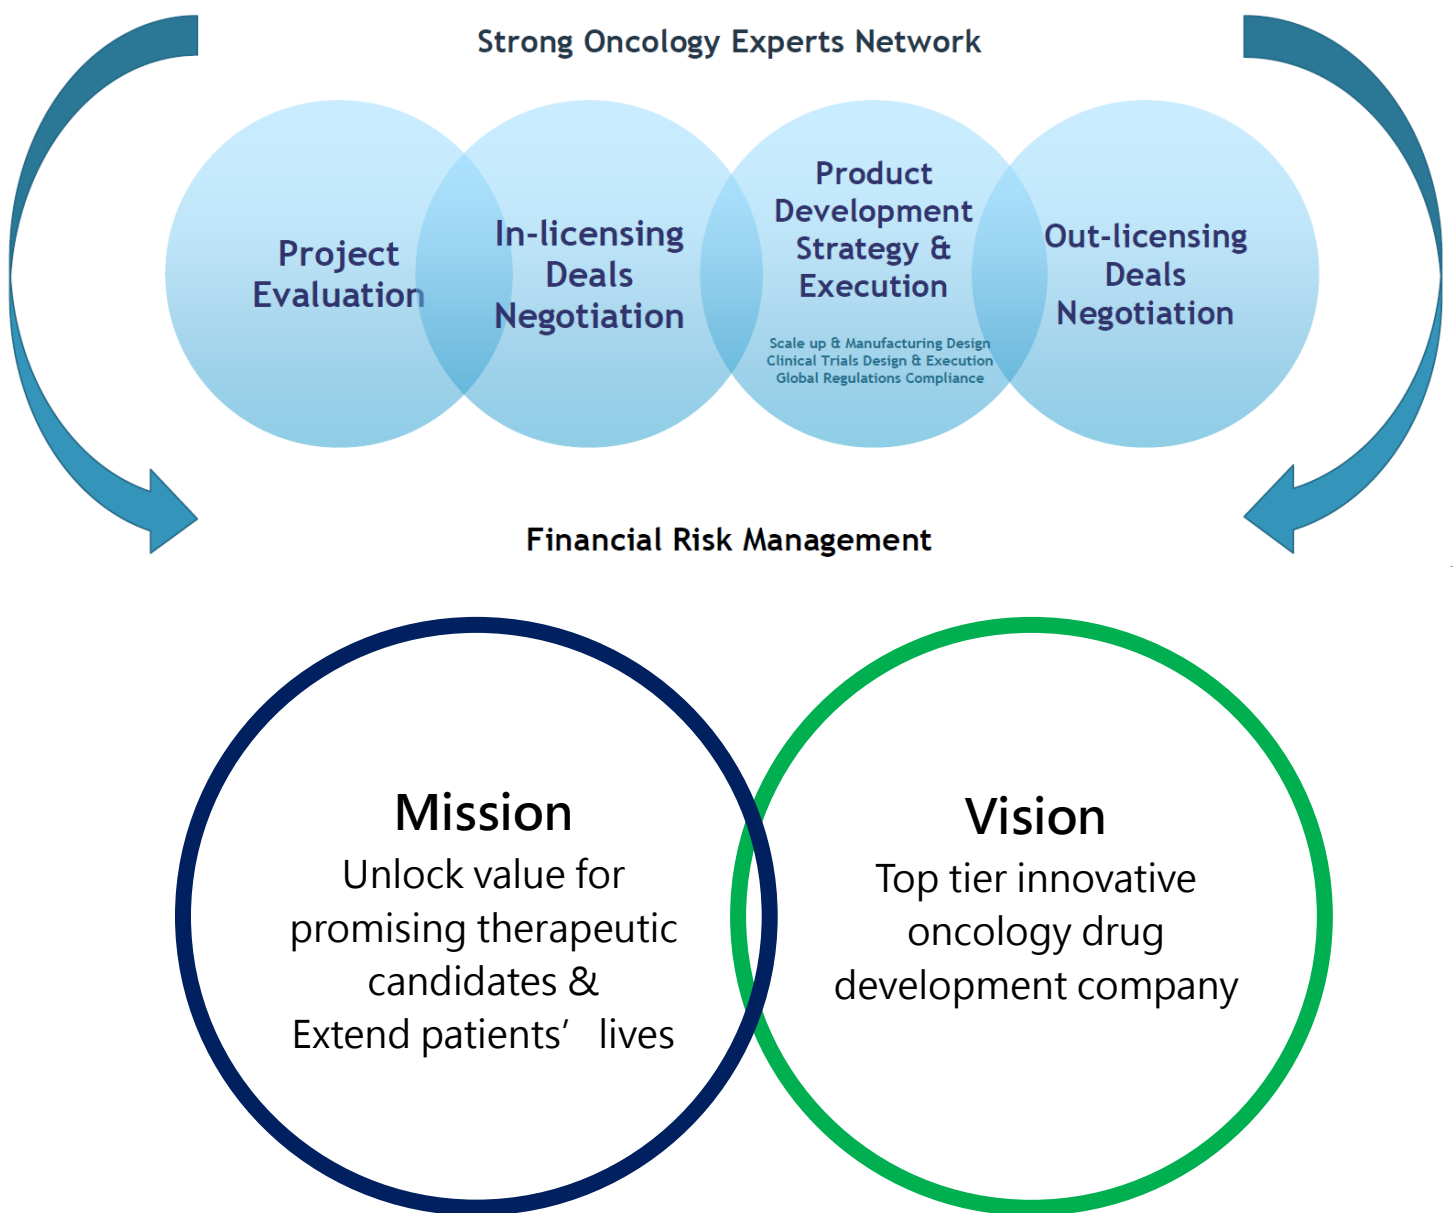 Strong Oncology Experts Network
Project
Evaluation
In-licensing
Deals
Negotiation
Product
Development
Strategy &
Execution
Scale up & Manufacturing Design
Clinical Trials Design & Execution
Global Regulations Compliance
Out-licensing
Deals
Negotiation
Financial Risk Management
Mission
Unlock value for
promising therapeutic
candidates &
Extend patients’ lives
Vision
Top tier innovative
oncology drug
development company